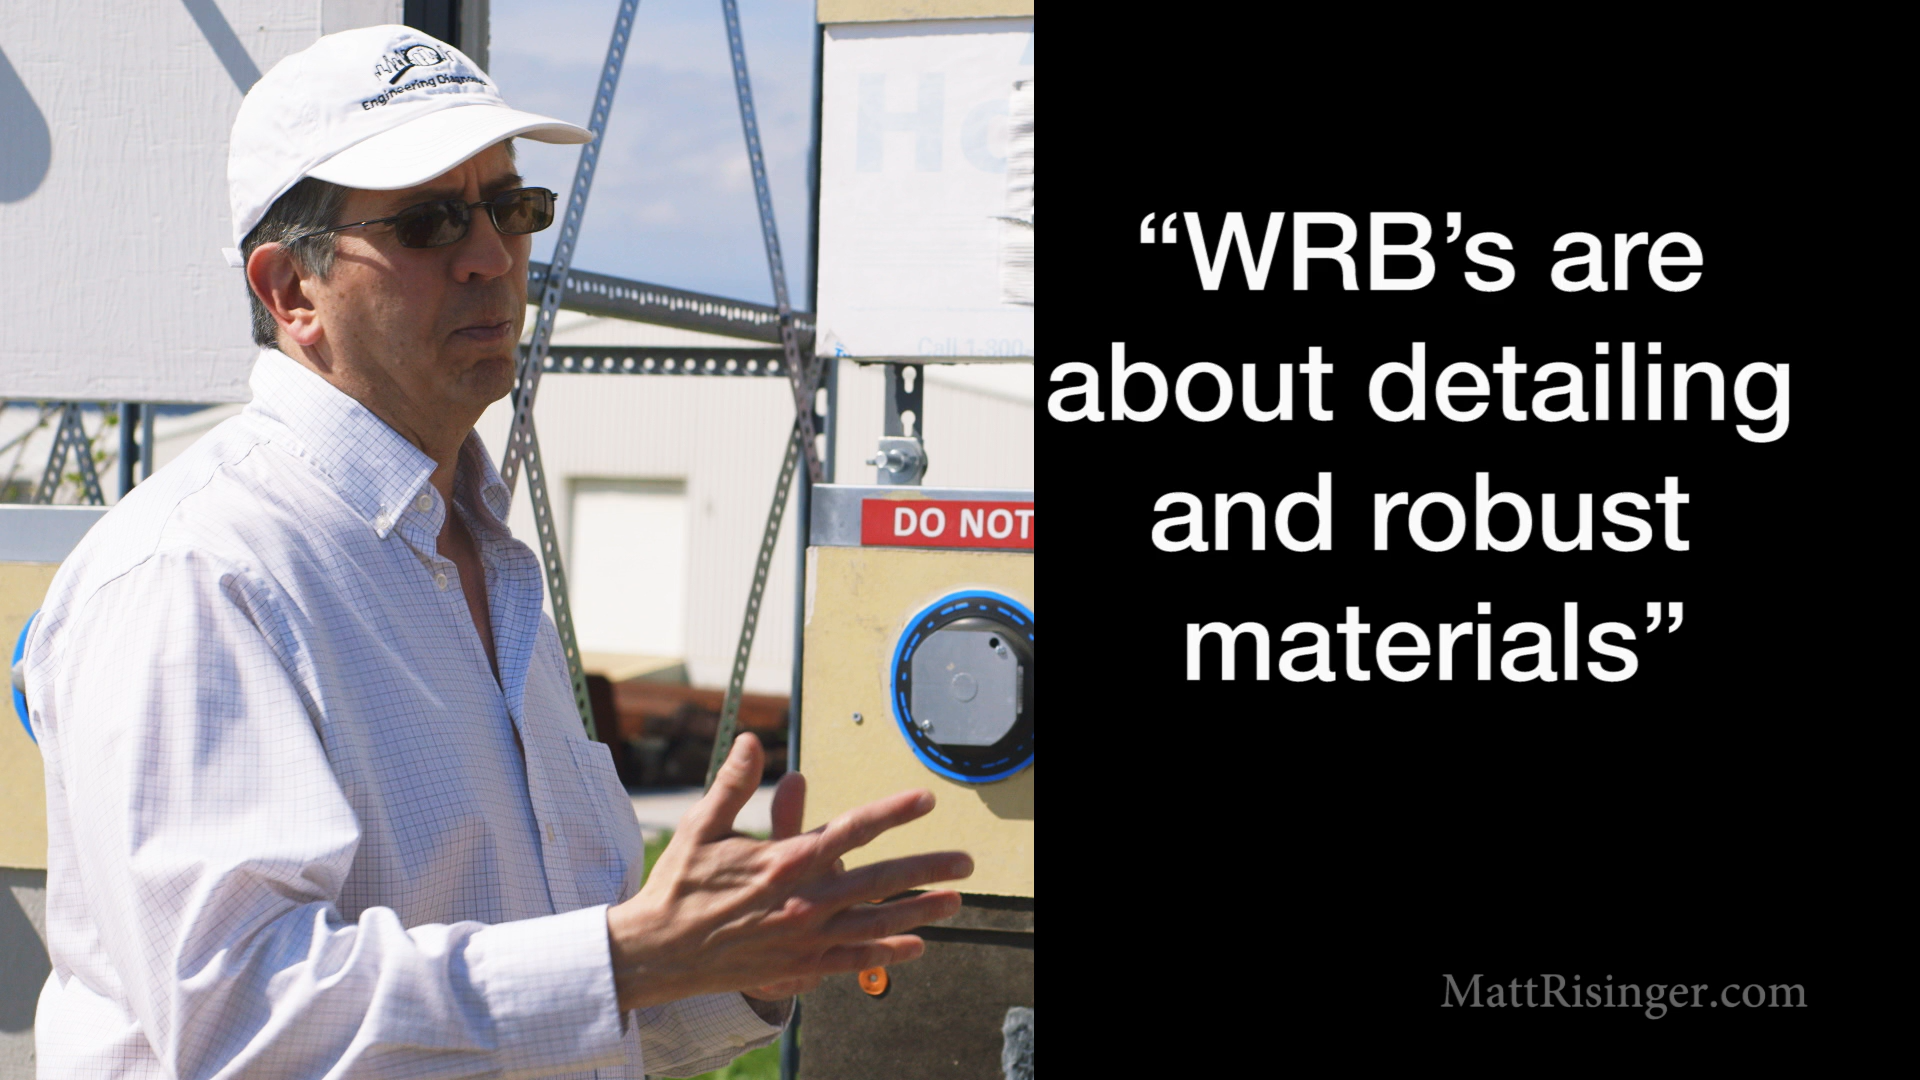 Engineering
DO NOT
“WRB’s are
about detailing
and robust
materials”
MattRisinger.com